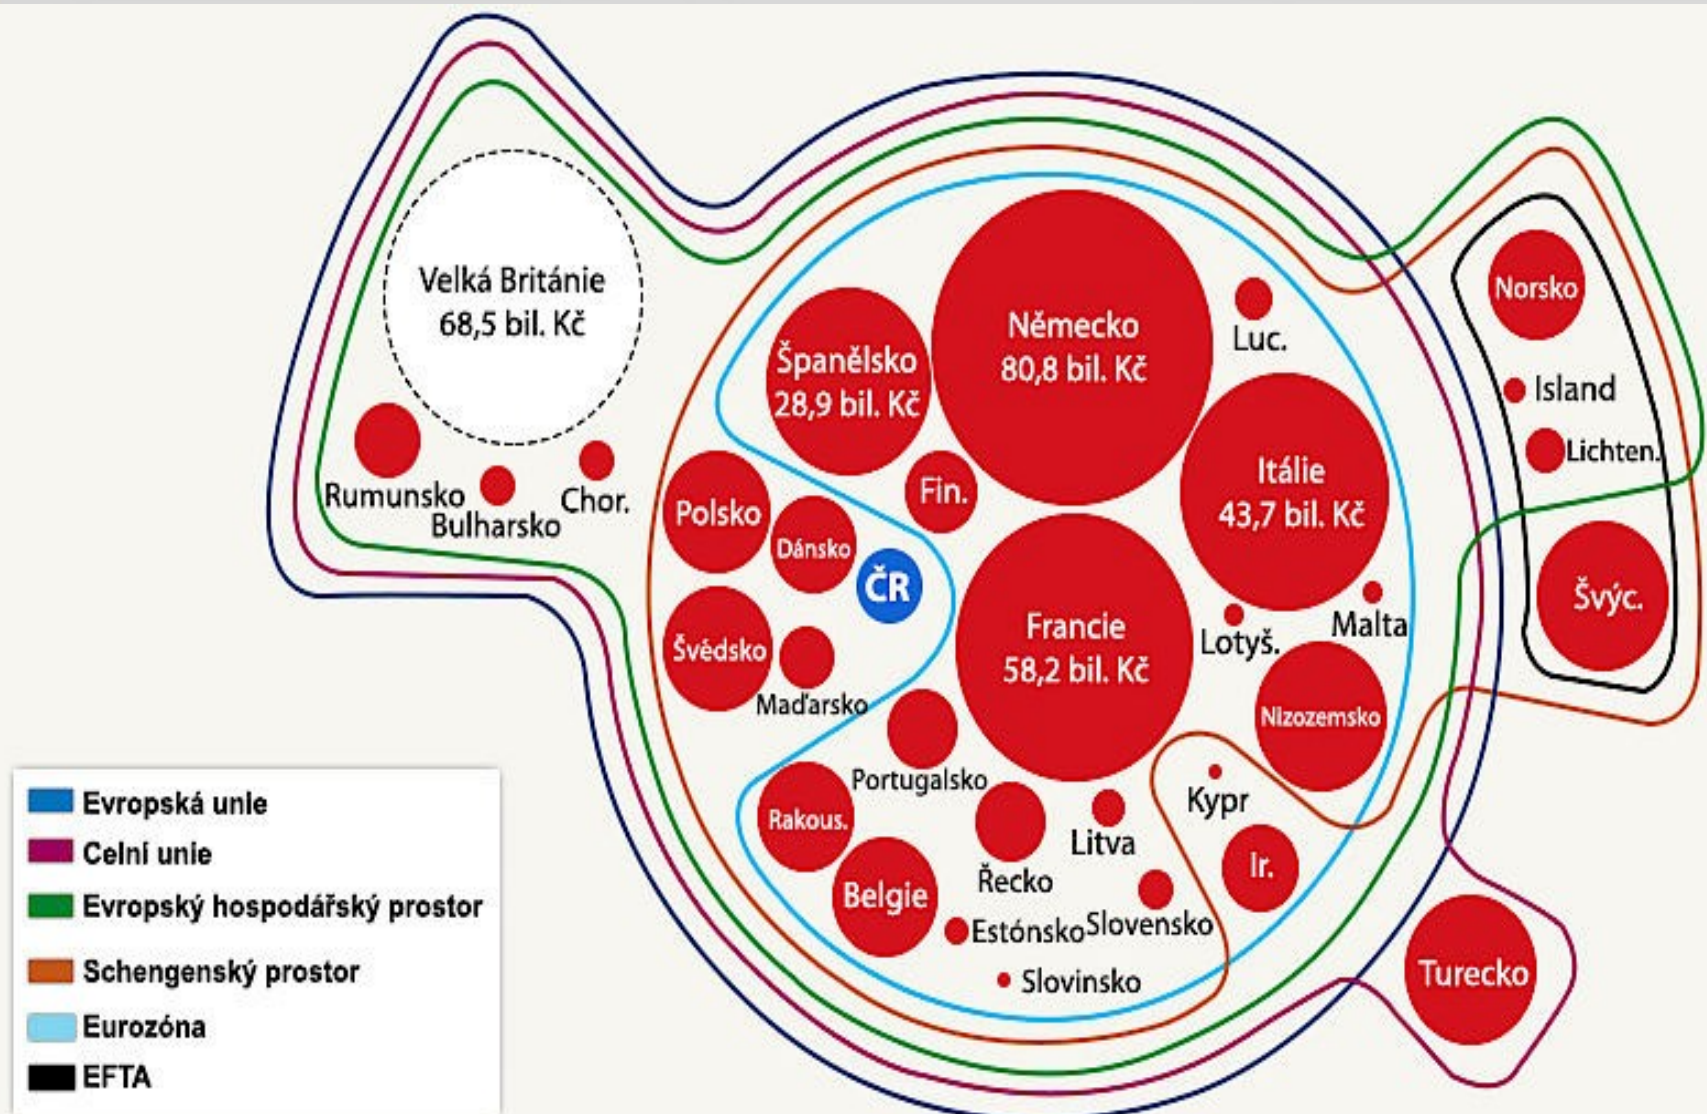 Velká Británie
68,5 bil. Kč
Rumunsko
Bulharsko
Chor.
Španělsko
28,9 bil. Kč
Německo
80,8 bil. Kč
Luc.
Itálie
43,7 bil. Kč
Fin.
Polsko
Dánsko
ČR
Švédsko
Maďarsko
Francie
58,2 bil. Kč
Lotyš.
Malta
Nizozemsko
Portugalsko
Rakous.
Belgie
Řecko
Litva
Kypr
Ir.
Estónsko
Slovensko
Slovinsko
Norsko
Island
Lichten.
Švýc.
Turecko
Evropská unie
Celní unie
Evropský hospodářský prostor
Schengenský prostor
Eurozóna
EFTA